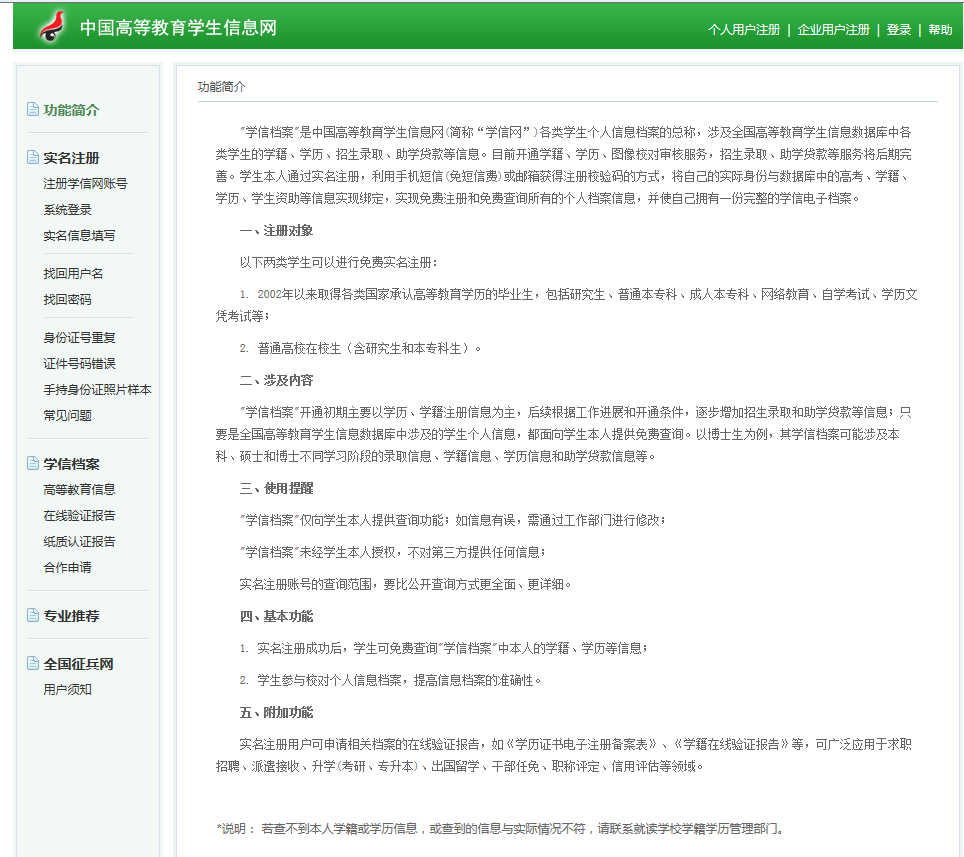 中国高等教育学生信息网
个人用户注册 | 企业用户注册 | 登录 | 帮助
功能简介
实名注册
注册学信网账号
系统登录
实名信息填写
找回用户名
找回密码
身份证号重复
证件号码错误
手持身份证照片样本
常见问题
学信档案
高等教育信息
在线验证报告
纸质认证报告
合作申请
专业推荐
全国征兵网
用户须知
功能简介
"学信档案"是中国高等教育学生信息网(简称“学信网”)各类学生个人信息档案的总称，涉及全国高等教育学生信息数据库中各
类学生的学籍、学历、招生录取、助学贷款等信息。目前开通学籍、学历、图像校对审核服务，招生录取、助学贷款等服务将后期完
善。学生本人通过实名注册，利用手机短信(免短信费)或邮箱获得注册校验码的方式，将自己的实际身份与数据库中的高考、学籍、
学历、学生资助等信息实现绑定，实现免费注册和免费查询所有的个人档案信息，并使自己拥有一份完整的学信电子档案。
一、注册对象
以下两类学生可以进行免费实名注册：
1. 2002年以来取得各类国家承认高等教育学历的毕业生，包括研究生、普通本专科、成人本专科、网络教育、自学考试、学历文
凭考试等；
2. 普通高校在校生（含研究生和本专科生）。
二、涉及内容
"学信档案"开通初期主要以学历、学籍注册信息为主，后续根据工作进展和开通条件，逐步增加招生录取和助学贷款等信息；只
要是全国高等教育学生信息数据库中涉及的学生个人信息，都面向学生本人提供免费查询。以博士生为例，其学信档案可能涉及本
科、硕士和博士不同学习阶段的录取信息、学籍信息、学历信息和助学贷款信息等。
三、使用提醒
"学信档案"仅向学生本人提供查询功能；如信息有误，需通过工作部门进行修改；
"学信档案"未经学生本人授权，不对第三方提供任何信息；
实名注册账号的查询范围，要比公开查询方式更全面、更详细。
四、基本功能
1. 实名注册成功后，学生可免费查询"学信档案"中本人的学籍、学历等信息；
2. 学生参与校对个人信息档案，提高信息档案的准确性。
五、附加功能
实名注册用户可申请相关档案的在线验证报告，如《学历证书电子注册备案表》、《学籍在线验证报告》等，可广泛应用于求职
招聘、派遣接收、升学(考研、专升本)、出国留学、干部任免、职称评定、信用评估等领域。
*说明： 若查不到本人学籍或学历信息，或查到的信息与实际情况不符，请联系就读学校学籍学历管理部门。